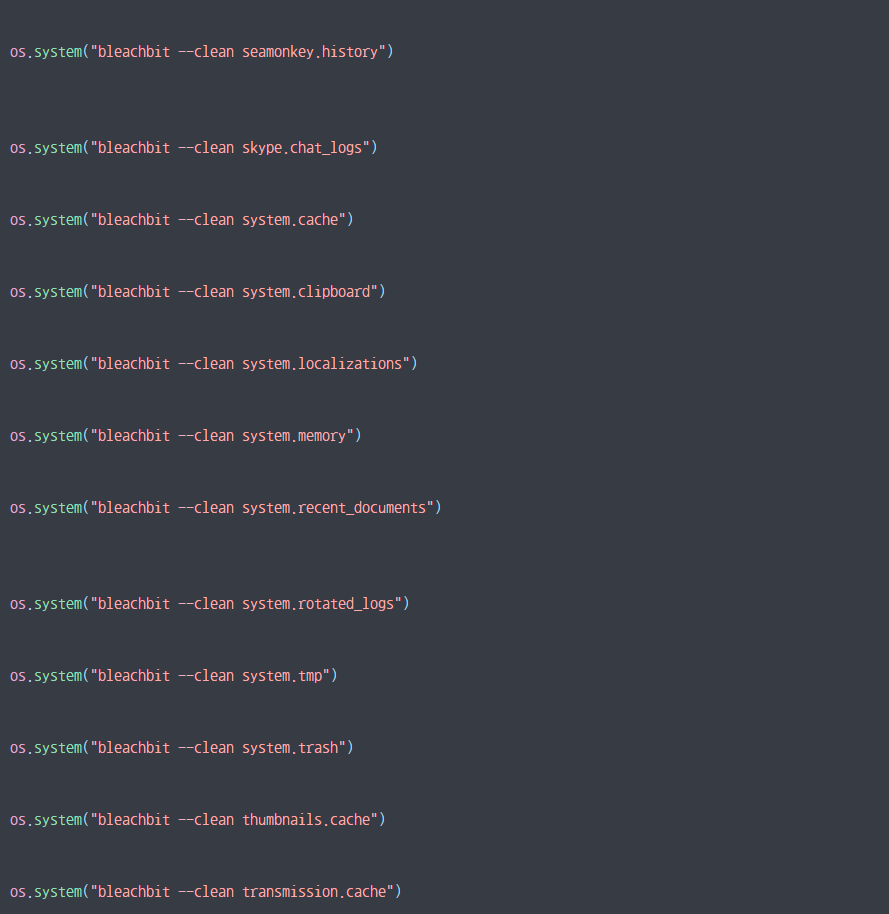 os.system("bleachbit --clean seamonkey.history")
os.system("bleachbit --clean skype.chat_logs")
os.system("bleachbit --clean system.cache")
os.system("bleachbit --clean system.clipboard")
os.system("bleachbit --clean system.localizations")
os.system("bleachbit --clean system.memory")
os.system("bleachbit --clean system.recent_documents")
os.system("bleachbit --clean system.rotated_logs")
os.system("bleachbit --clean system.tmp")
os.system("bleachbit --clean system.trash")
os.system("bleachbit --clean thumbnails.cache")
os.system("bleachbit --clean transmission.cache")